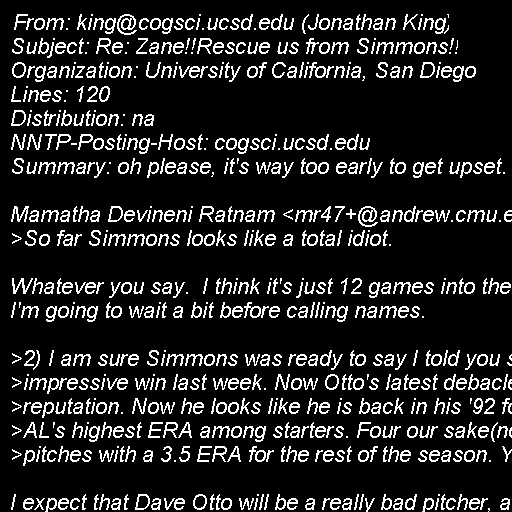 From: king@cogsci.ucsd.edu (Jonathan King)
Subject: Re: Zane!!Rescue us from Simmons!!
Organization: University of California, San Diego
Lines: 120
Distribution: na
NNTP-Posting-Host: cogsci.ucsd.edu
Summary: oh please, it's way too early to get upset.

Mamatha Devineni Ratnam <mr47+@andrew.cmu.e
>So far Simmons looks like a total idiot.

Whatever you say.  I think it's just 12 games into the
I'm going to wait a bit before calling names.

>2) I am sure Simmons was ready to say I told you s
>impressive win last week. Now Otto's latest debacle
>reputation. Now he looks like he is back in his '92 fo
>AL's highest ERA among starters. Four our sake(no
>pitches with a 3.5 ERA for the rest of the season. Y

I expect that Dave Otto will be a really bad pitcher, a